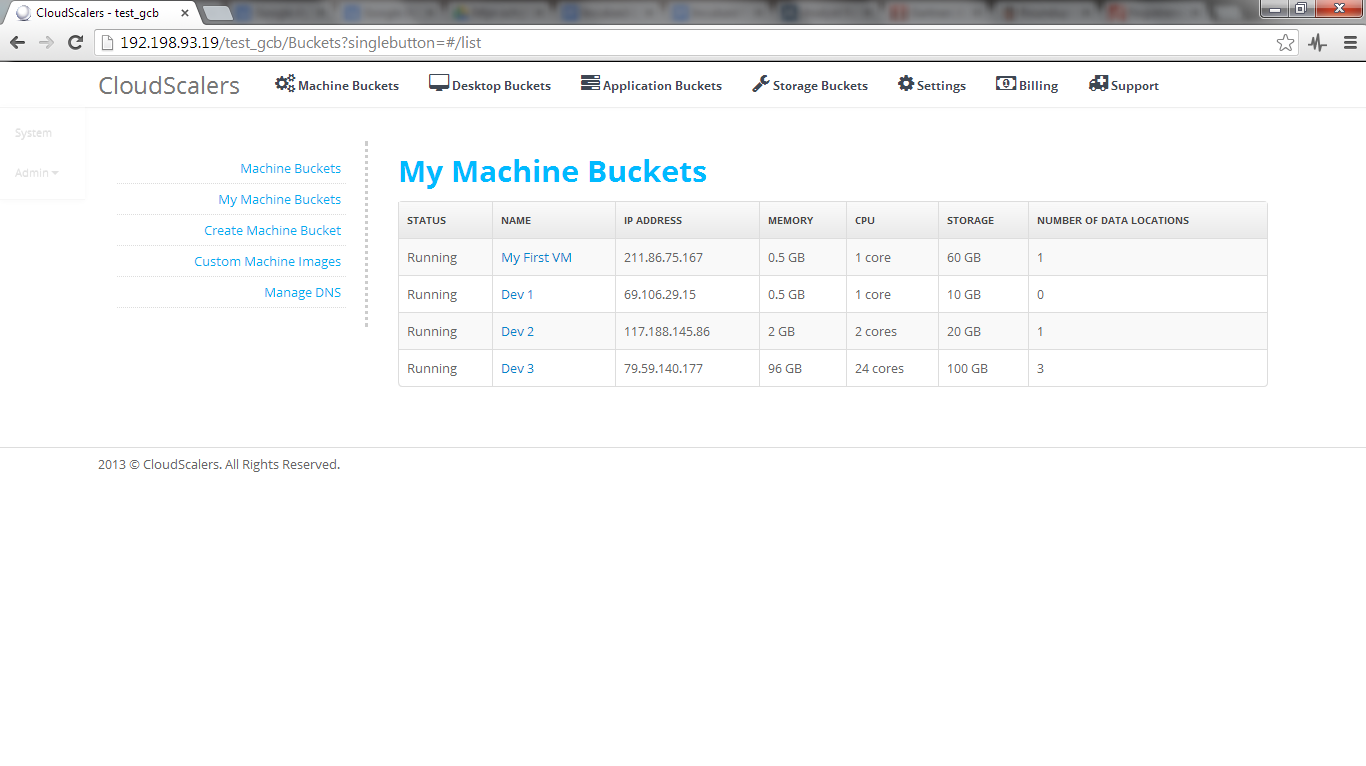 CloudScalers - test_gcb
192.198.93.19/test_gcb/Buckets?singlebutton=#/list
CloudScalers Machine Buckets Desktop Buckets Application Buckets Storage Buckets Settings Billing Support
System
Admin
Machine Buckets
My Machine Buckets
Create Machine Bucket
Custom Machine Images
Manage DNS
My Machine Buckets
STATUS NAME IP ADDRESS MEMORY CPU STORAGE NUMBER OF DATA LOCATIONS
Running My First VM 211.86.75.167 0.5 GB 1 core 60 GB 1
Running Dev 1 69.106.29.15 0.5 GB 1 core 10 GB 0
Running Dev 2 117.188.145.86 2 GB 2 cores 20 GB 1
Running Dev 3 79.59.140.177 96 GB 24 cores 100 GB 3
2013 © CloudScalers. All Rights Reserved.